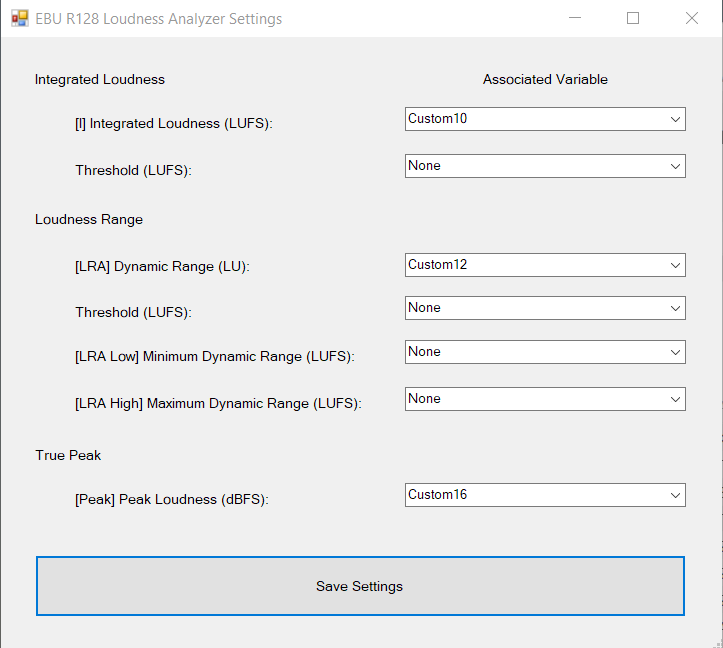 EBU R128 Loudness Analyzer Settings
Integrated Loudness Associated Variable
[I] Integrated Loudness (LUFS): Custom10
Threshold (LUFS): None
Loudness Range
[LRA] Dynamic Range (LU): Custom12
Threshold (LUFS): None
[LRA Low] Minimum Dynamic Range (LUFS): None
[LRA High] Maximum Dynamic Range (LUFS): None
True Peak
[Peak] Peak Loudness (dBFS): Custom16
Save Settings